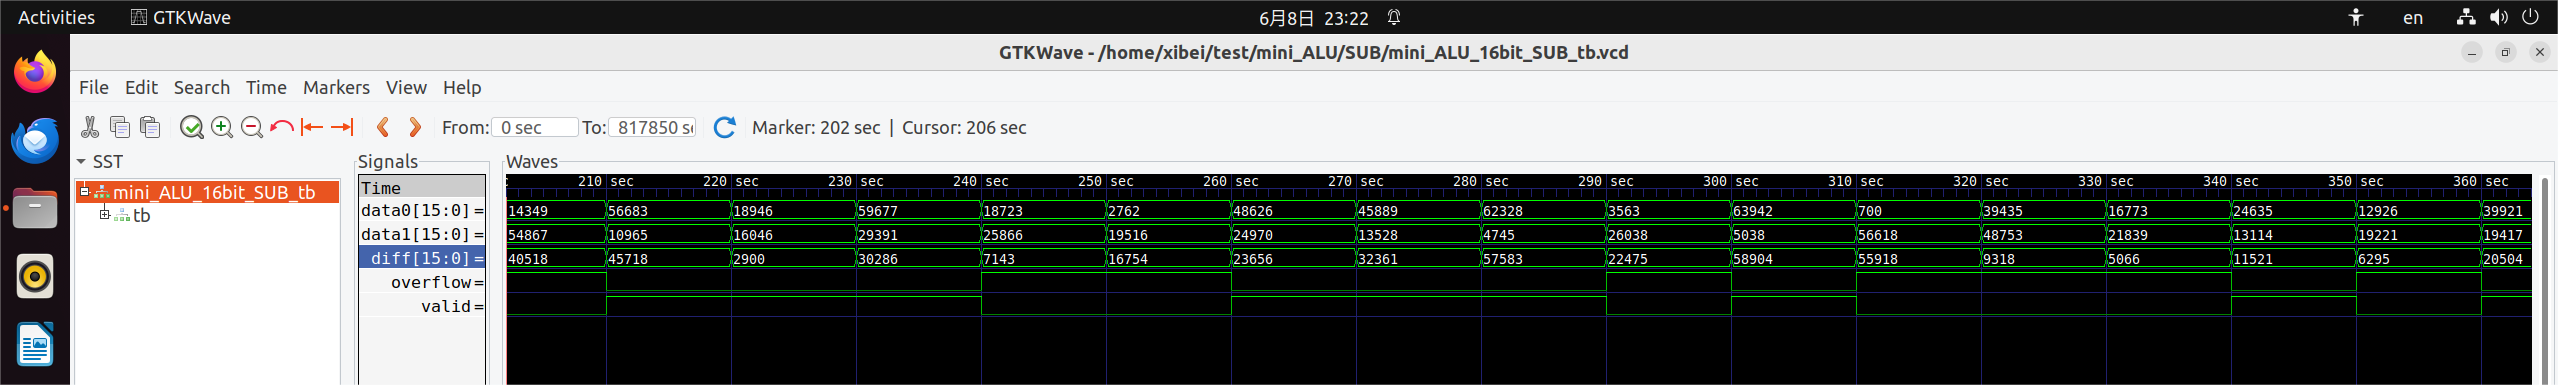 Activities GTKWave 6月8日 23:22 en
GTKWave - /home/xibei/test/mini_ALU/SUB/mini_ALU_16bit_SUB_tb.vcd
File Edit Search Time Markers View Help
From: 0 sec To: 817850 s Marker: 202 sec | Cursor: 206 sec
SST Signals Waves
mini_ALU_16bit_SUB_tb
tb
Time 210 sec 220 sec 230 sec 240 sec 250 sec 260 sec 270 sec 280 sec 290 sec 300 sec 310 sec 320 sec 330 sec 340 sec 350 sec 360 sec
data0[15:0]= 14349 56683 18946 59677 18723 2762 48626 45889 62328 3563 63942 700 39435 16773 24635 12926 39921
data1[15:0]= 54867 10965 16046 29391 25866 19516 24970 13528 4745 26038 5038 56618 48753 21839 13114 19221 19417
diff[15:0]= 40518 45718 2900 30286 7143 16754 23656 32361 57583 22475 58904 55918 9318 5066 11521 6295 20504
overflow=
valid=